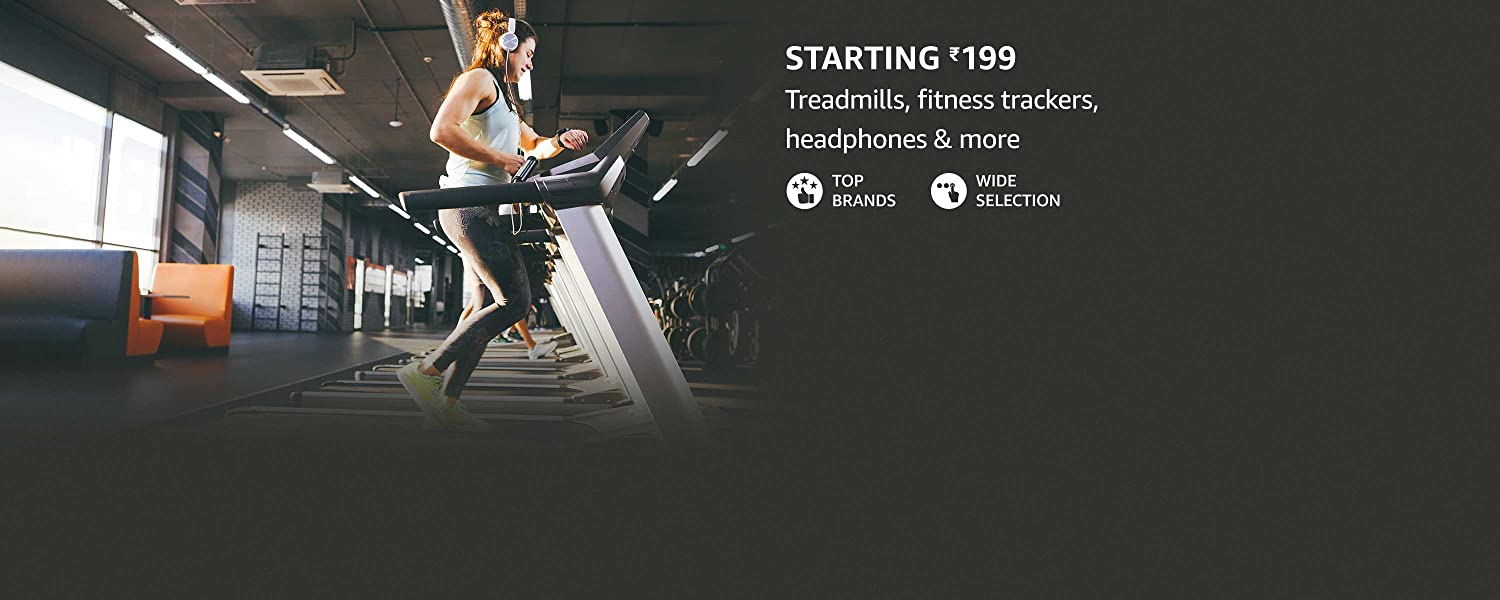 STARTING ₹199
Treadmills, fitness trackers,
headphones & more
TOP
BRANDS
WIDE
SELECTION